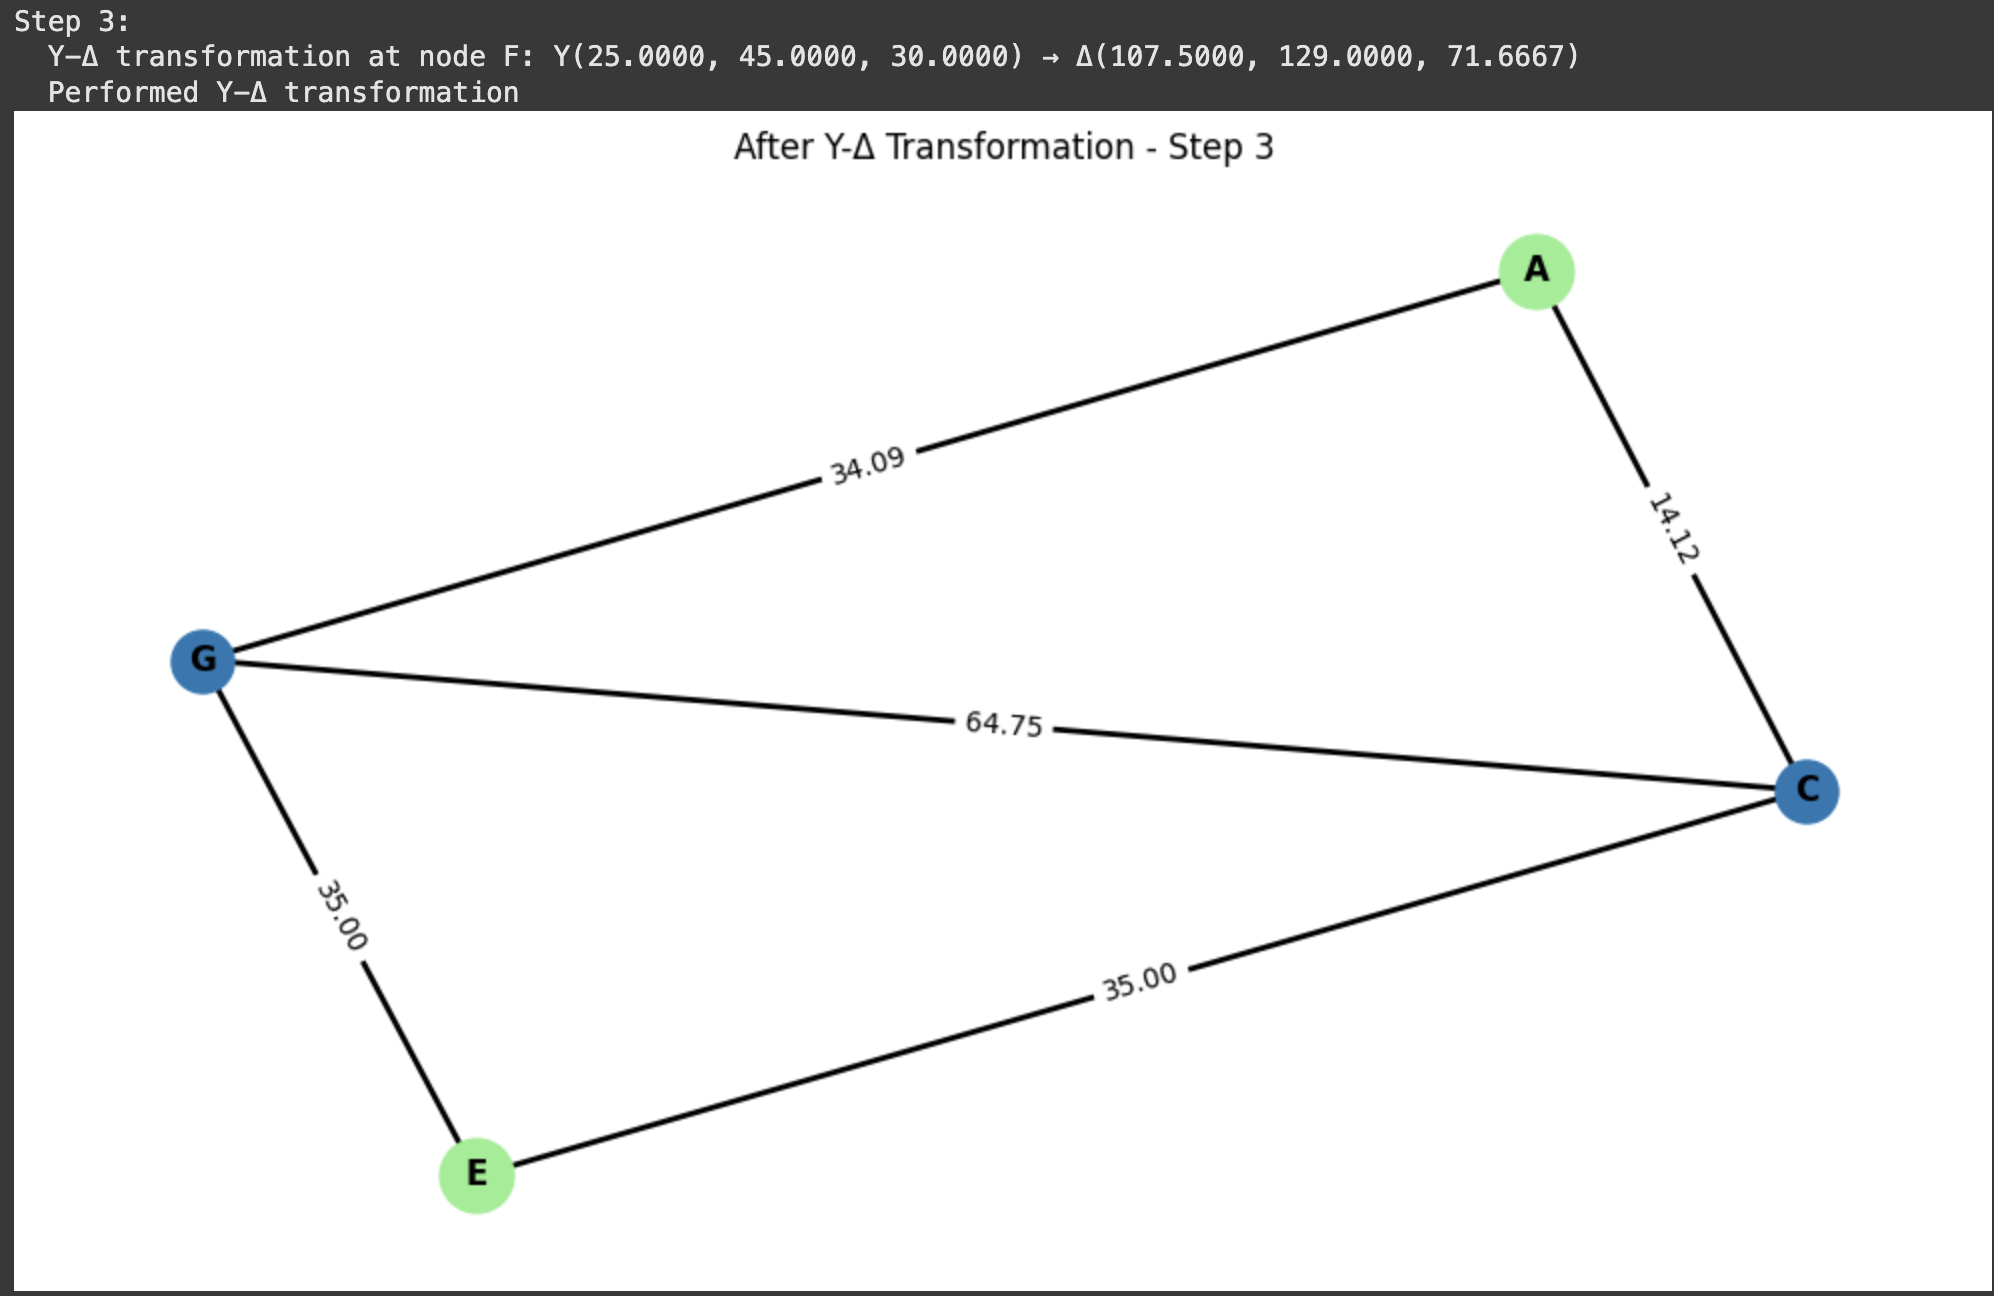 Step 3:
Y–Δ transformation at node F: Y(25.0000, 45.0000, 30.0000) → Δ(107.5000, 129.0000, 71.6667)
Performed Y–Δ transformation
After Y-Δ Transformation - Step 3
A
34.09
14.12
G
64.75
C
35.00
35.00
E